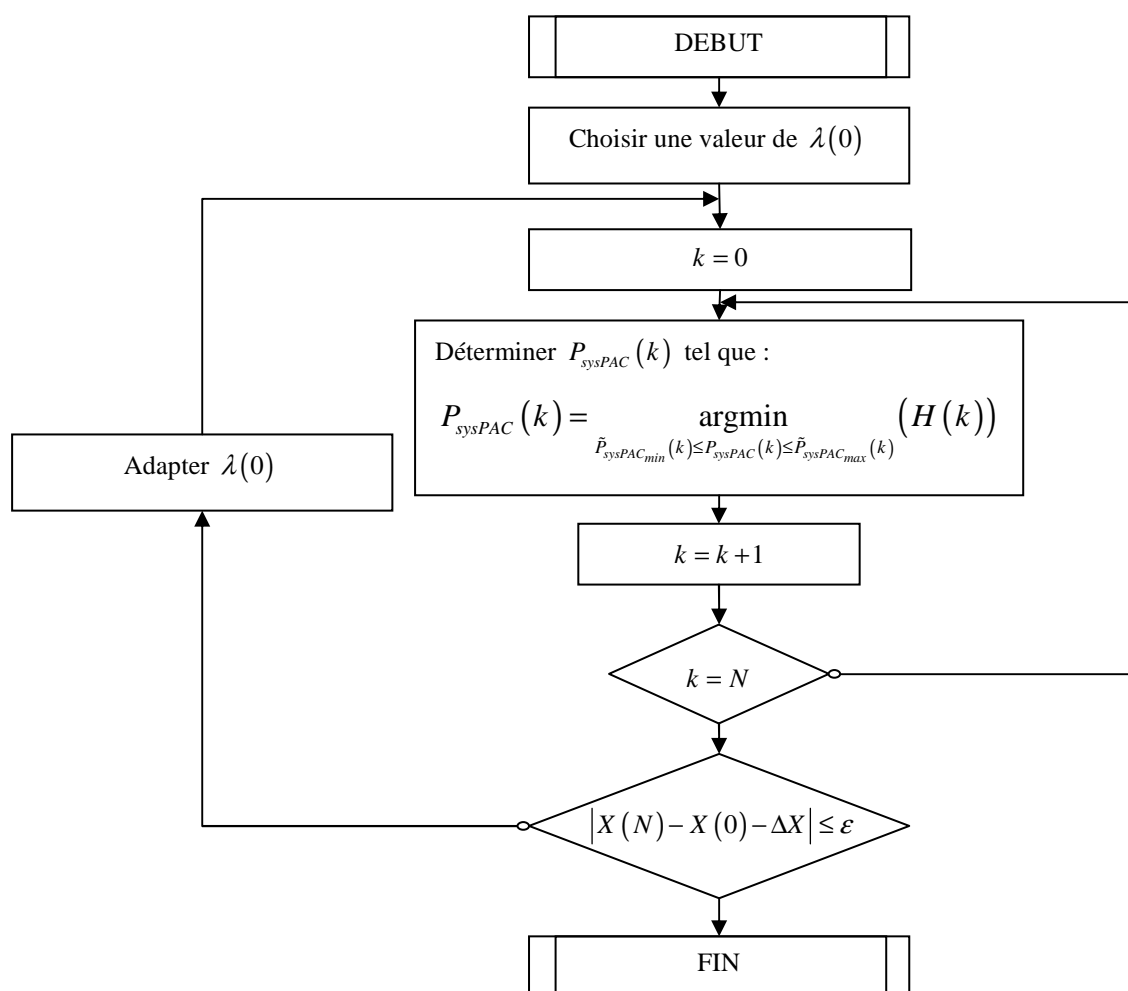 DEBUT
Choisir une valeur de λ(0)
k = 0
Déterminer P_sysPAC(k) tel que :
P_sysPAC(k) = argmin (H(k))
P̃_sysPAC_min(k) ≤ P_sysPAC(k) ≤ P̃_sysPAC_max(k)
Adapter λ(0)
k = k + 1
k = N
|X(N) − X(0) − ΔX| ≤ ε
FIN